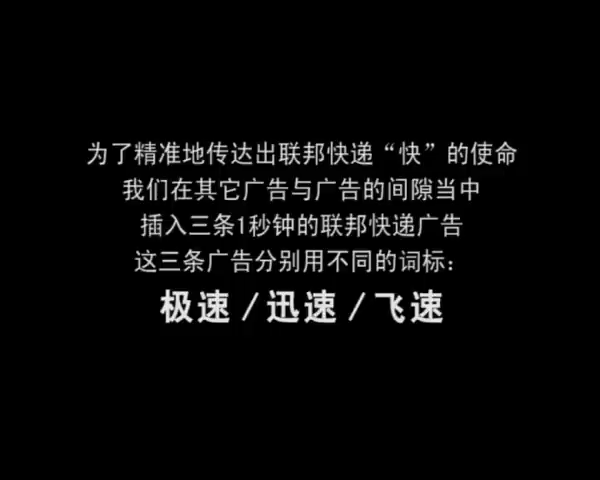 为了精准地传达出联邦快递“快”的使命
我们在其它广告与广告的间隙当中
插入三条1秒钟的联邦快递广告
这三条广告分别用不同的词标：
极速/迅速/飞速